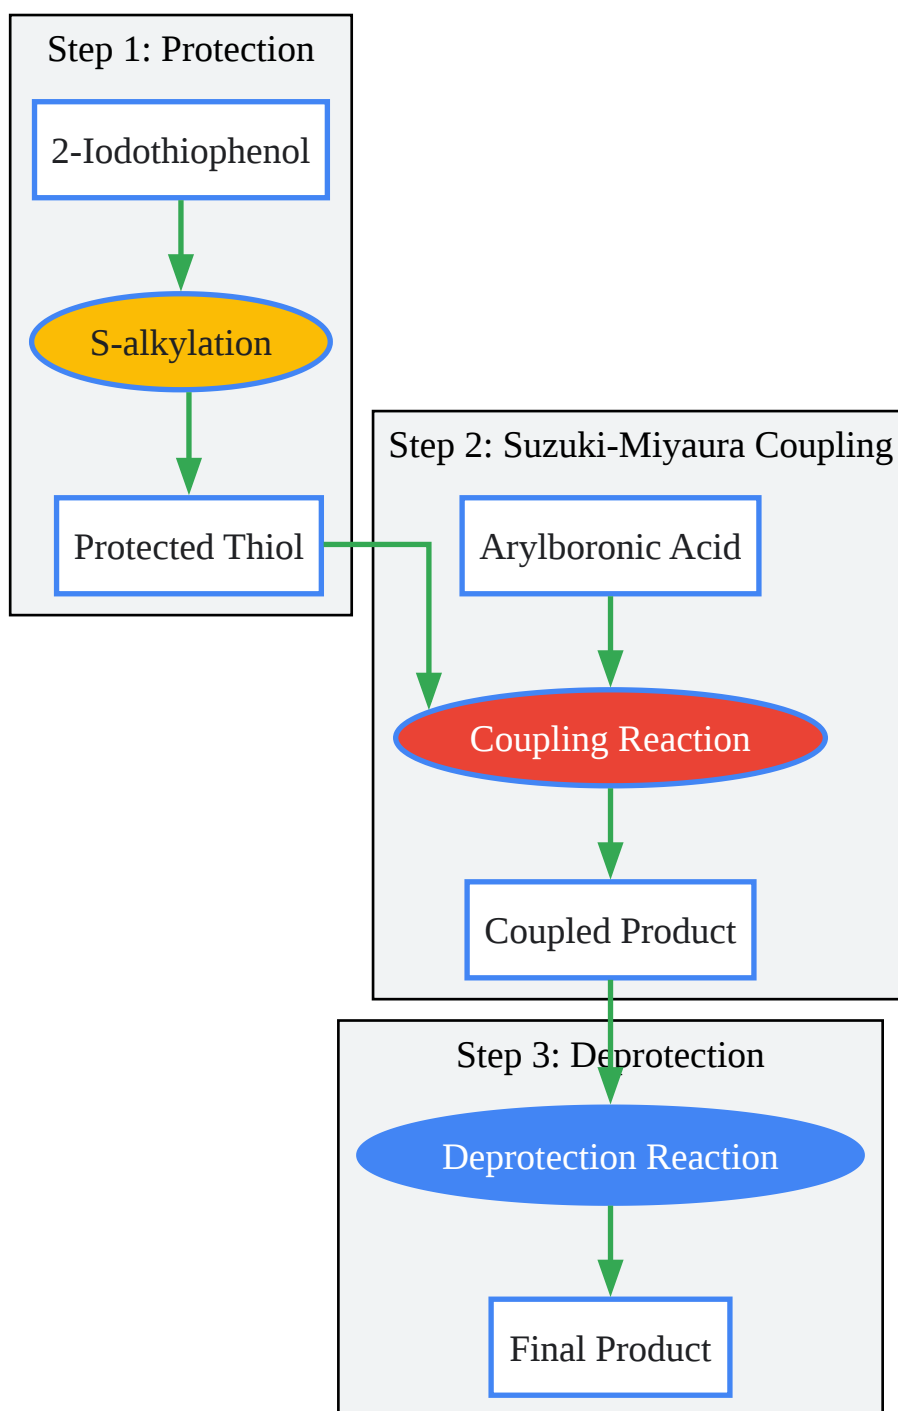 Step 1: Protection
2-Iodothiophenol
S-alkylation
Protected Thiol
Step 2: Suzuki-Miyaura Coupling
Arylboronic Acid
Coupling Reaction
Coupled Product
Step 3: Deprotection
Deprotection Reaction
Final Product